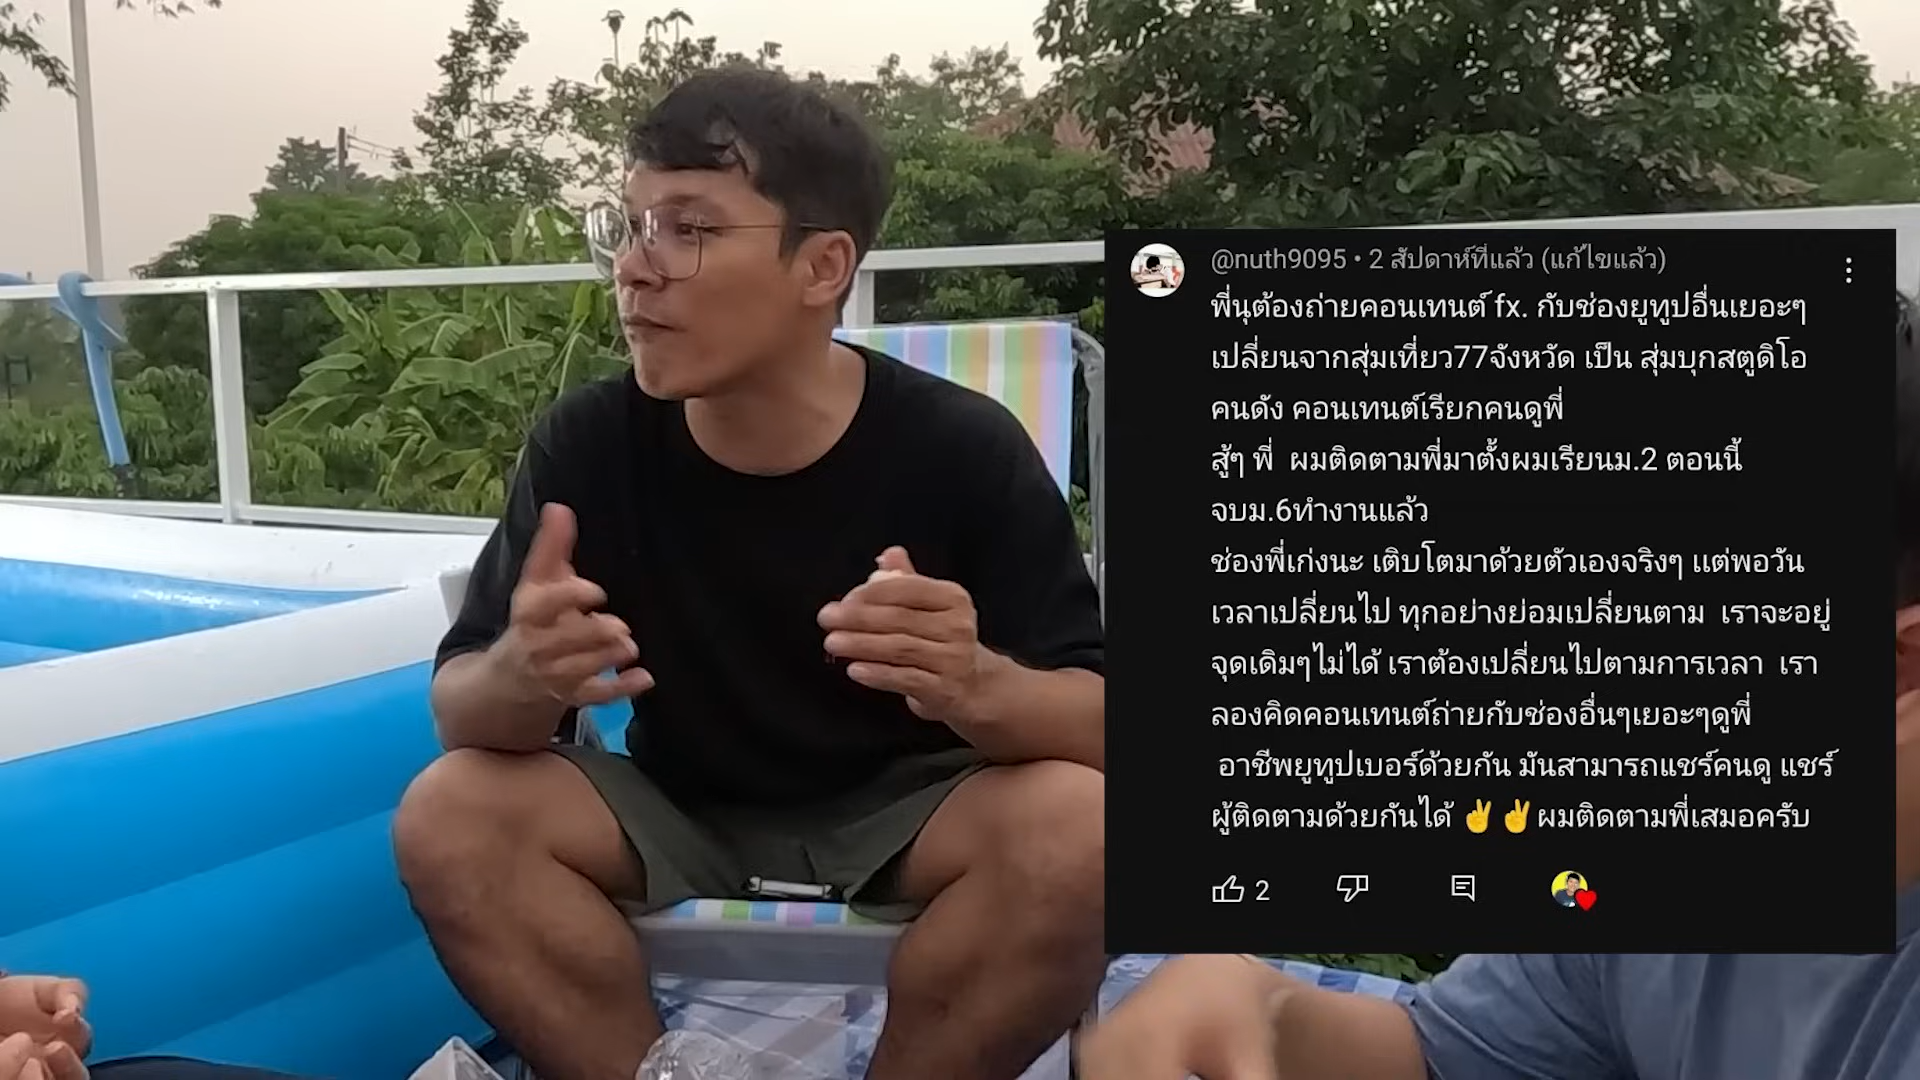 @nuth9095 • 2 สัปดาห์ที่แล้ว (แก้ไขแล้ว)
พี่นุต้องถ่ายคอนเทนต์ fx. กับช่องยูทูปอื่นเยอะๆ
เปลี่ยนจากสุ่มเที่ยว77จังหวัด เป็น สุ่มบุกสตูดิโอ
คนดัง คอนเทนต์เรียกคนดูพี่
สู้ๆ พี่  ผมติดตามพี่มาตั้งผมเรียนม.2 ตอนนี้
จบม.6ทำงานแล้ว
ช่องพี่เก่งนะ เติบโตมาด้วยตัวเองจริงๆ แต่พอวัน
เวลาเปลี่ยนไป ทุกอย่างย่อมเปลี่ยนตาม  เราจะอยู่
จุดเดิมๆไม่ได้ เราต้องเปลี่ยนไปตามการเวลา  เรา
ลองคิดคอนเทนต์ถ่ายกับช่องอื่นๆเยอะๆดูพี่
อาชีพยูทูปเบอร์ด้วยกัน มันสามารถแชร์คนดู แชร์
ผู้ติดตามด้วยกันได้ ✌️✌️ ผมติดตามพี่เสมอครับ
2